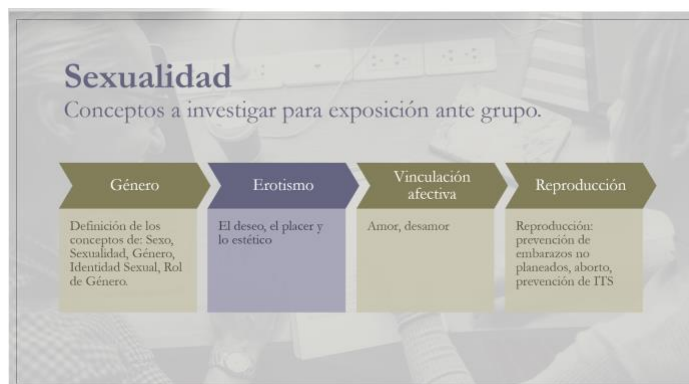 Sexualidad
Conceptos a investigar para exposición ante grupo.
Género
Definición de los
conceptos de: Sexo,
Sexualidad, Género,
Identidad Sexual, Rol
de Género.
Erotismo
El deseo, el placer y
lo estético
Vinculación
afectiva
Amor, desamor
Reproducción
Reproducción:
prevención de
embarazos no
planeados, aborto,
prevención de ITS